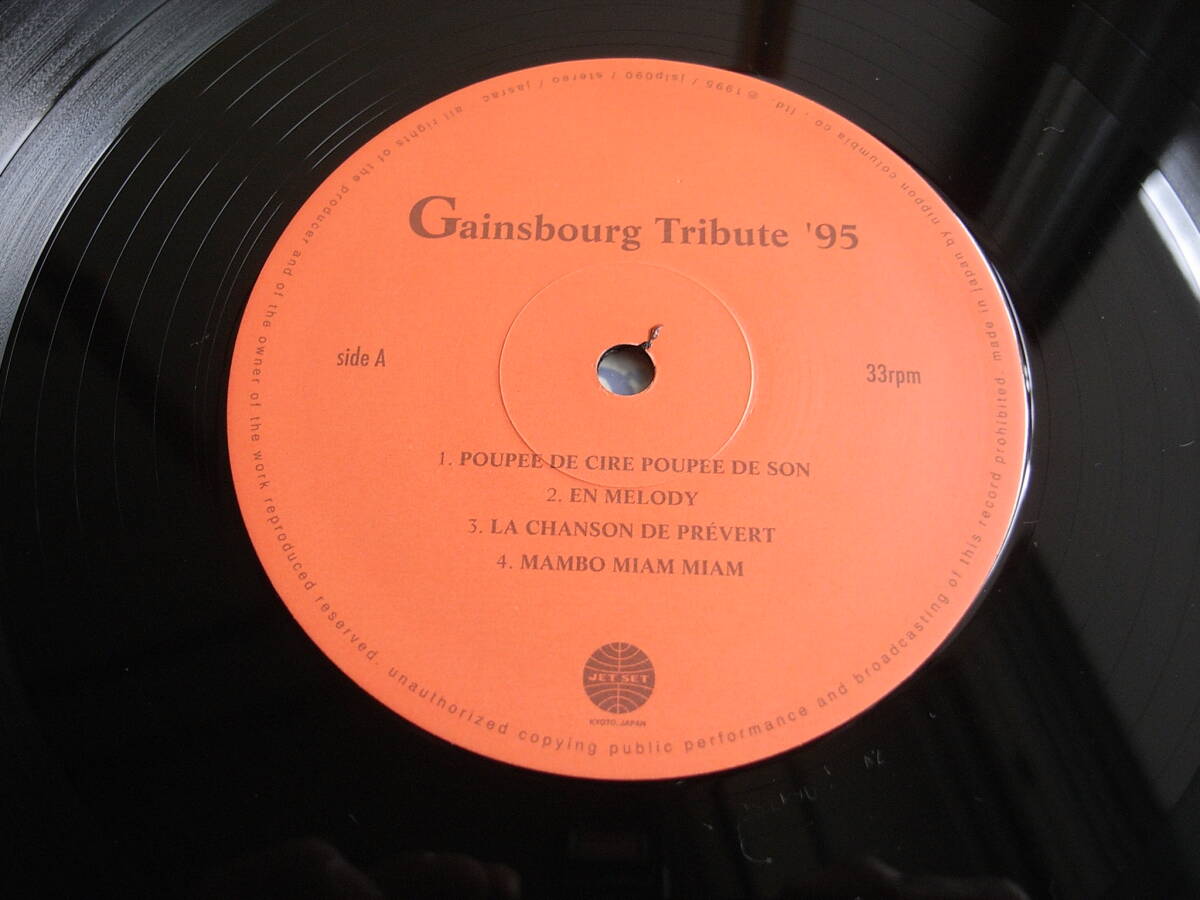 Gainsbourg Tribute '95
side A
33rpm
1. POUPEE DE CIRE POUPEE DE SON
2. EN MELODY
3. LA CHANSON DE PRÉVERT
4. MAMBO MIAM MIAM
JET SET
KYOTO, JAPAN
all rights of the producer and of the owner of the work reproduced reserved. unauthorized copying public performance and broadcasting of this record prohibited. made in japan by nippon columbia co., ltd. ℗ 1995 / jslp090 / stereo / jasrac